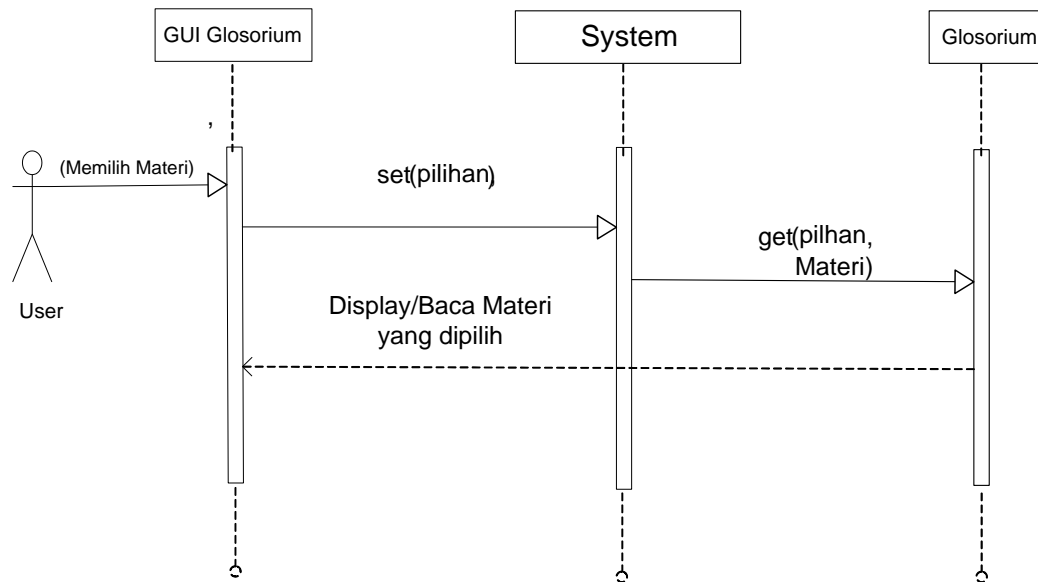 GUI Glosorium
System
Glosorium
,
(Memilih Materi)
set(pilihan,)
get(pilhan,
Materi)
Display/Baca Materi
yang dipilih
User